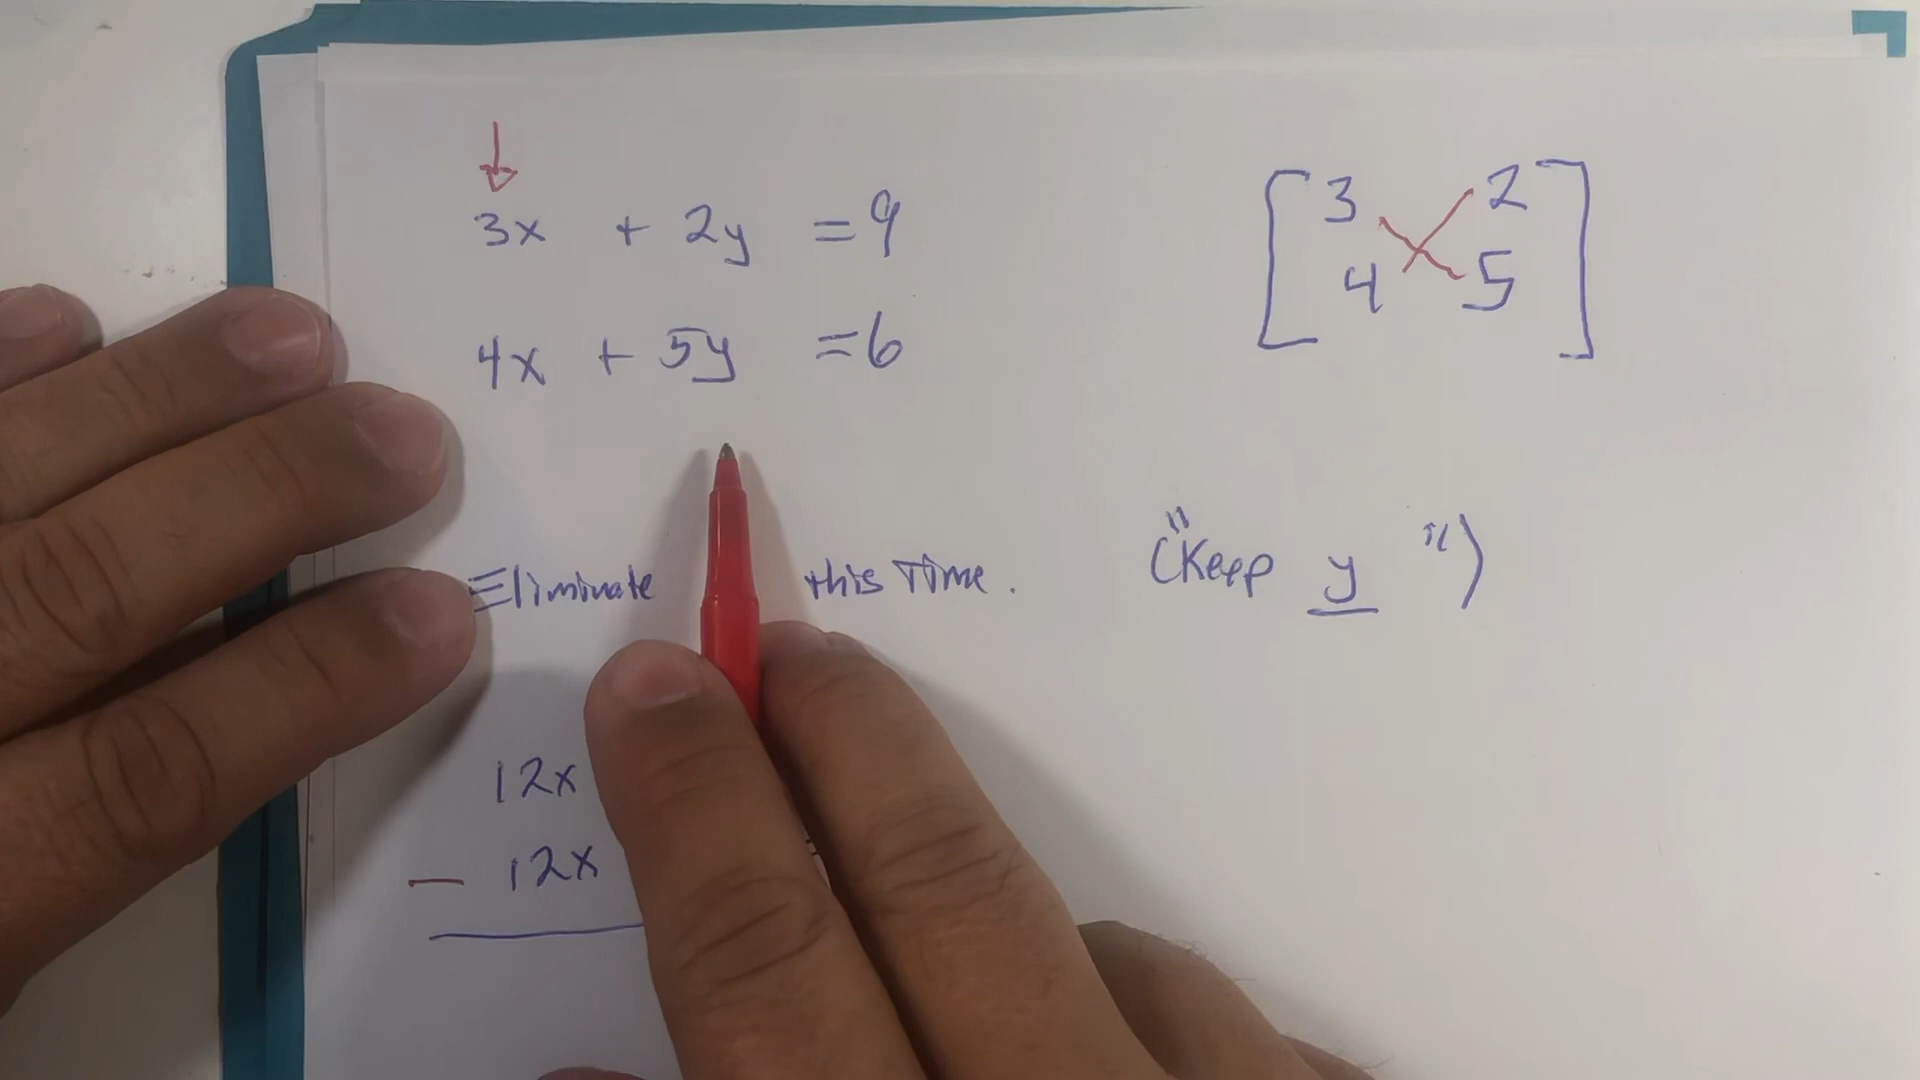 3x + 2y = 9
4x + 5y = 6
[3 2
4 5]
Eliminate this Time. ("Keep y")
12x
- 12x